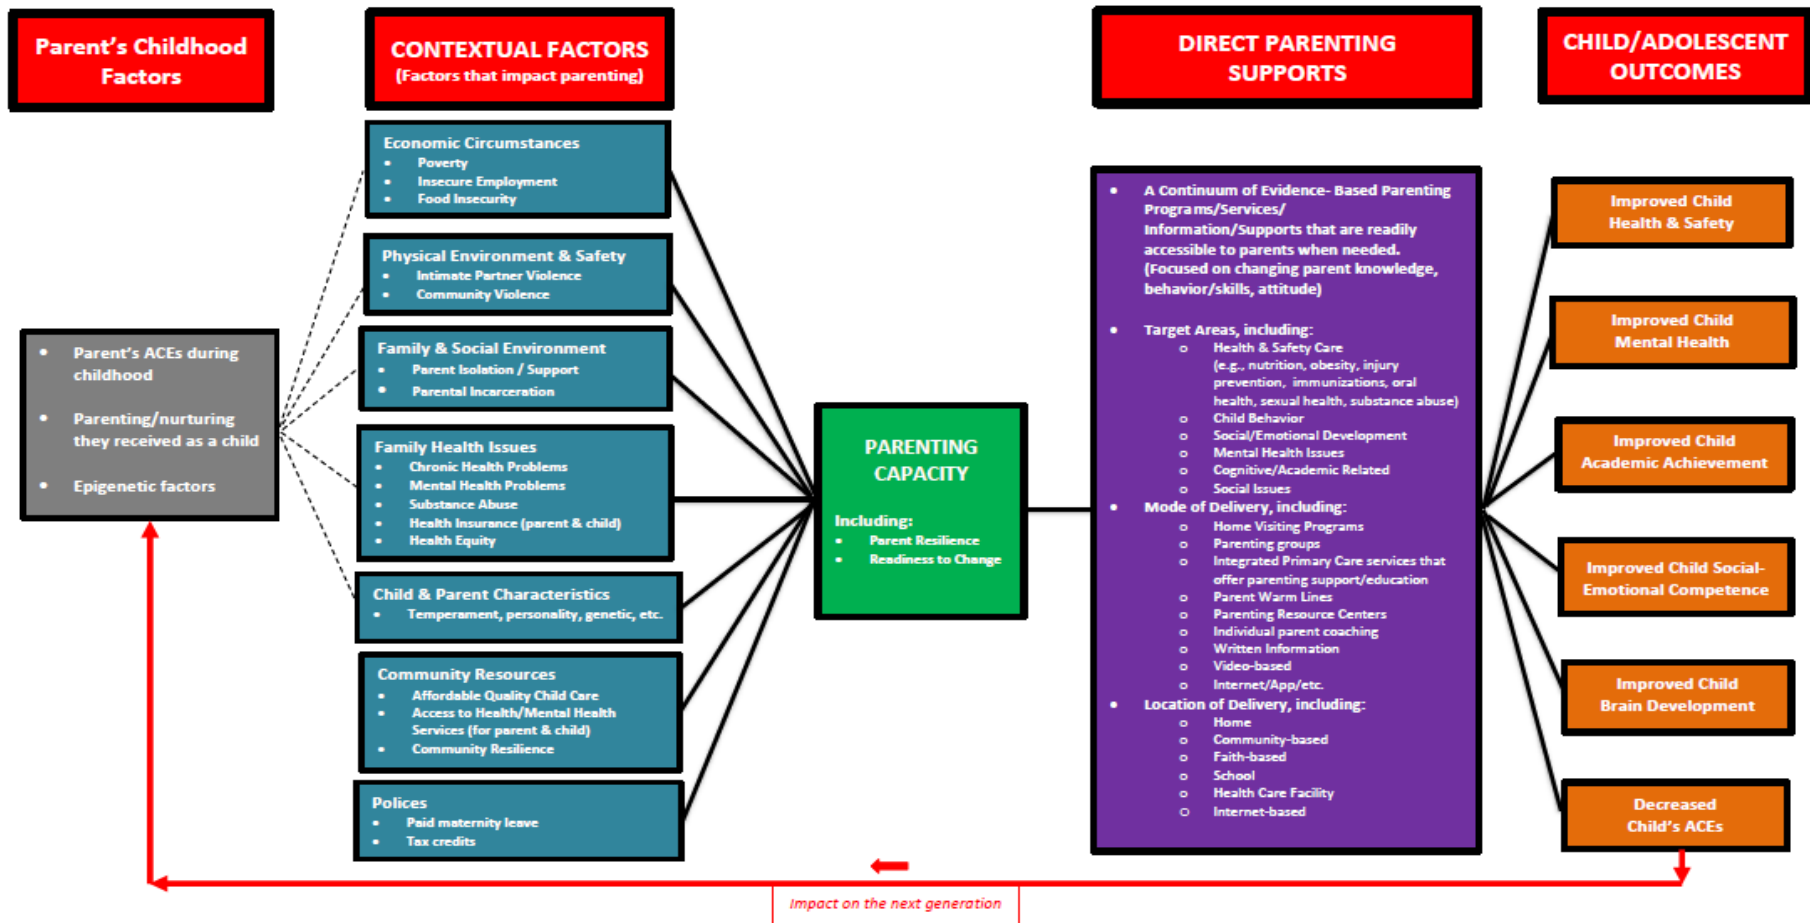 Parent's Childhood
Factors
CONTEXTUAL FACTORS
(Factors that impact parenting)
DIRECT PARENTING
SUPPORTS
CHILD/ADOLESCENT
OUTCOMES
• Parent's ACEs during
childhood
• Parenting/nurturing
they received as a child
• Epigenetic factors
Economic Circumstances
• Poverty
• Insecure Employment
• Food Insecurity
Physical Environment & Safety
• Intimate Partner Violence
• Community Violence
Family & Social Environment
• Parent Isolation / Support
• Parental Incarceration
Family Health Issues
• Chronic Health Problems
• Mental Health Problems
• Substance Abuse
• Health Insurance (parent & child)
• Health Equity
Child & Parent Characteristics
• Temperament, personality, genetic, etc.
Community Resources
• Affordable Quality Child Care
• Access to Health/Mental Health
Services (for parent & child)
• Community Resilience
Polices
• Paid maternity leave
• Tax credits
PARENTING
CAPACITY
Including:
• Parent Resilience
• Readiness to Change
• A Continuum of Evidence- Based Parenting
Programs/Services/
Information/Supports that are readily
accessible to parents when needed.
(Focused on changing parent knowledge,
behavior/skills, attitude)
• Target Areas, including:
o Health & Safety Care
(e.g., nutrition, obesity, injury
prevention, immunizations, oral
health, sexual health, substance abuse)
o Child Behavior
o Social/Emotional Development
o Mental Health Issues
o Cognitive/Academic Related
o Social Issues
• Mode of Delivery, including:
o Home Visiting Programs
o Parenting groups
o Integrated Primary Care services that
offer parenting support/education
o Parent Warm Lines
o Parenting Resource Centers
o Individual parent coaching
o Written Information
o Video-based
o Internet/App/etc.
• Location of Delivery, including:
o Home
o Community-based
o Faith-based
o School
o Health Care Facility
o Internet-based
Improved Child
Health & Safety
Improved Child
Mental Health
Improved Child
Academic Achievement
Improved Child Social-
Emotional Competence
Improved Child
Brain Development
Decreased
Child's ACEs
Impact on the next generation